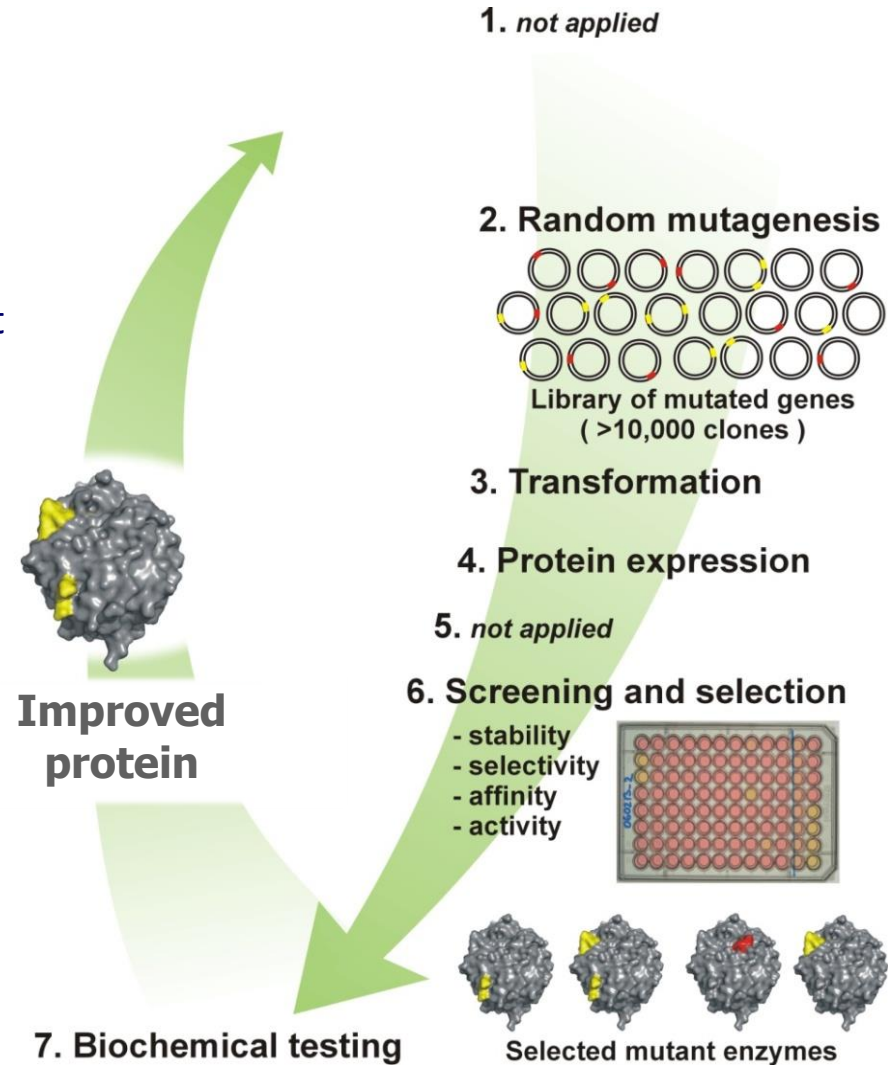 1. not applied
2. Random mutagenesis
t
Library of mutated genes
( >10,000 clones )
3. Transformation
4. Protein expression
5. not applied
6. Screening and selection
- stability
- selectivity
- affinity
- activity
Improved
protein
7. Biochemical testing
Selected mutant enzymes